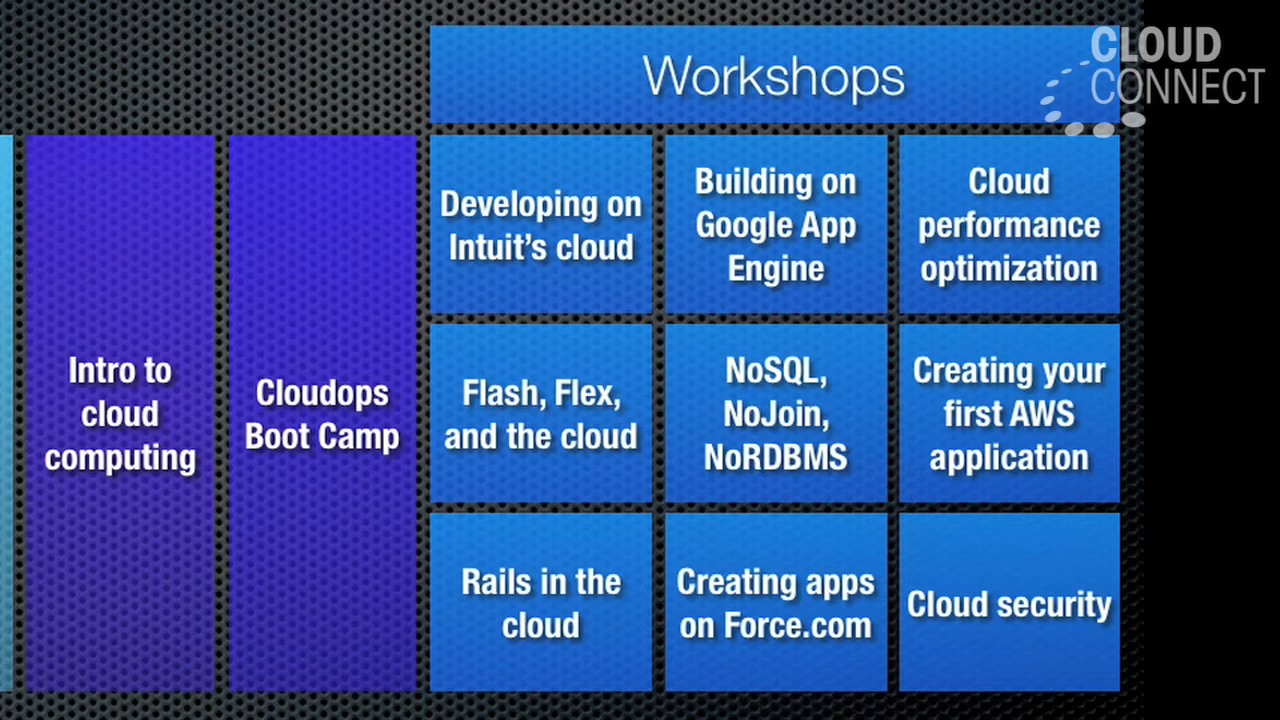 Workshops
CLOUD
CONNECT
Intro to
cloud
computing
Cloudops
Boot Camp
Developing on
Intuit's cloud
Building on
Google App
Engine
Cloud
performance
optimization
Flash, Flex,
and the cloud
NoSQL,
NoJoin,
NoRDBMS
Creating your
first AWS
application
Rails in the
cloud
Creating apps
on Force.com
Cloud security